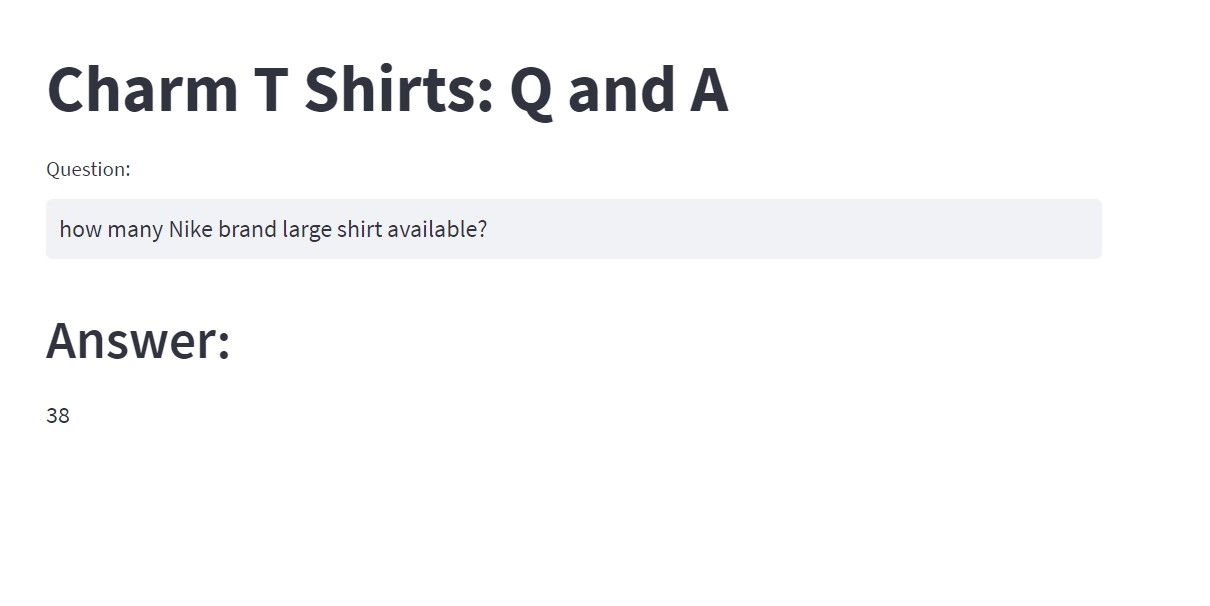 Charm T Shirts: Q and A
Question:
how many Nike brand large shirt available?
Answer:
38